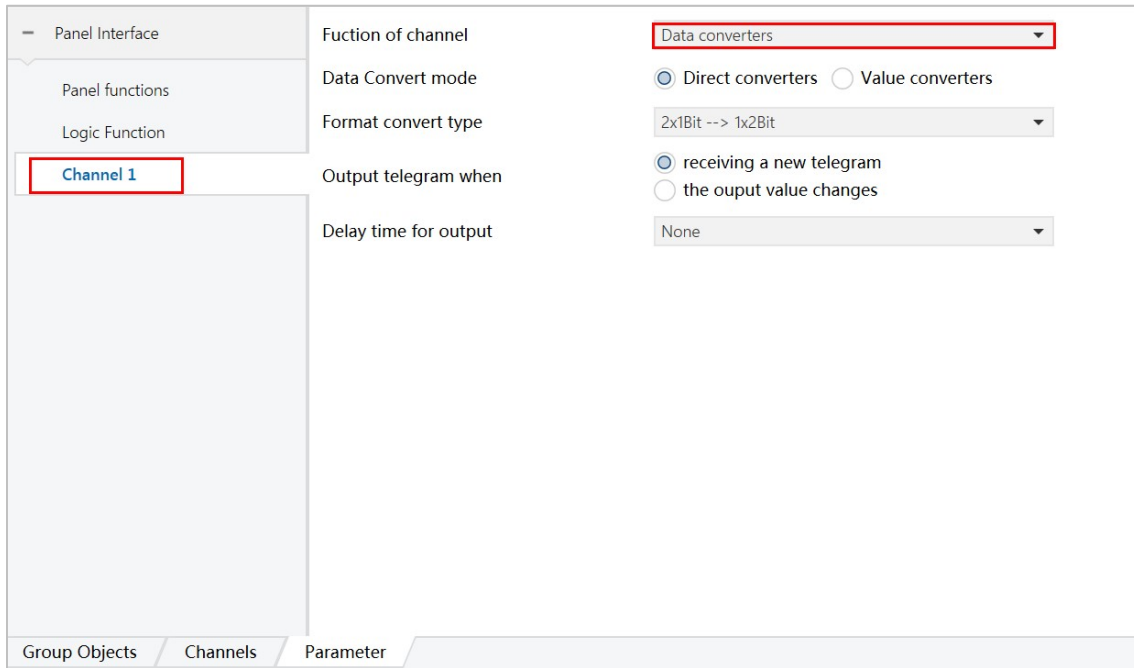 Panel Interface
Panel functions
Logic Function
Channel 1
Fuction of channel
Data converters
Data Convert mode
Direct converters
Value converters
Format convert type
2x1Bit --> 1x2Bit
Output telegram when
receiving a new telegram
the ouput value changes
Delay time for output
None
Group Objects
Channels
Parameter